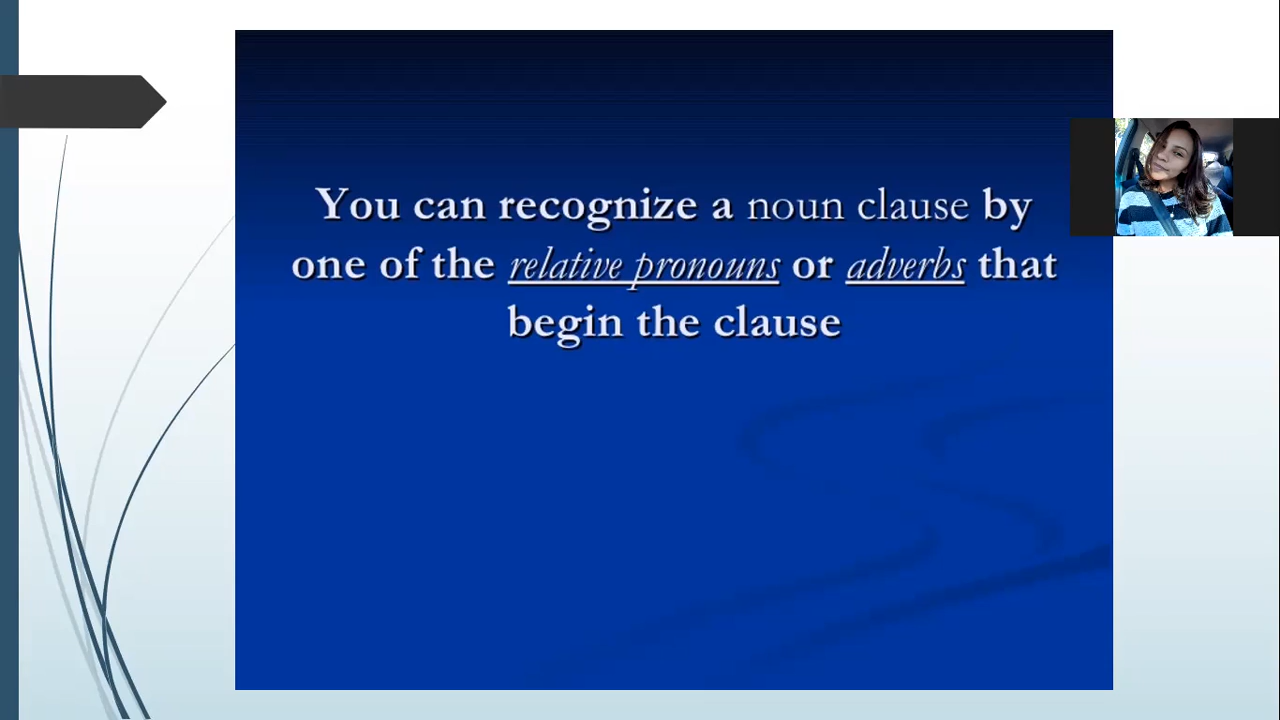 You can recognize a noun clause by
one of the relative pronouns or adverbs that
begin the clause